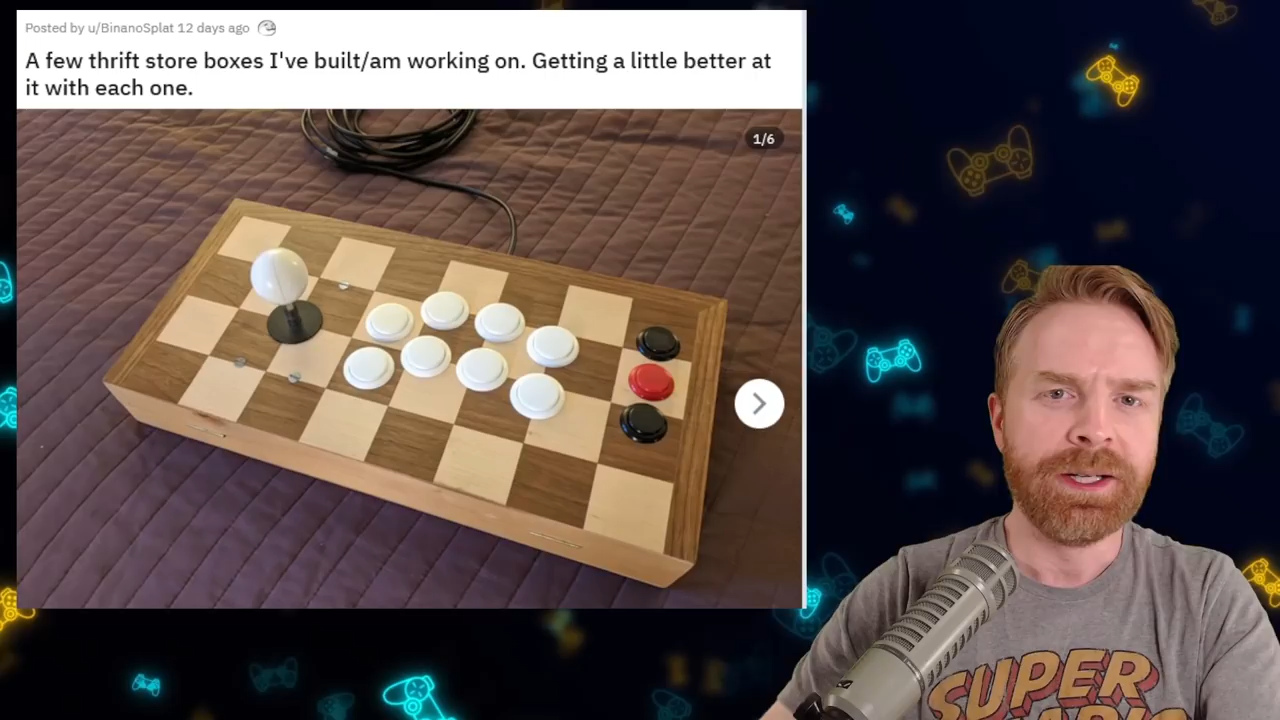 Posted by u/BinanoSplat 12 days ago
A few thrift store boxes I've built/am working on. Getting a little better at
it with each one.
1/6
SUPER
MARIO